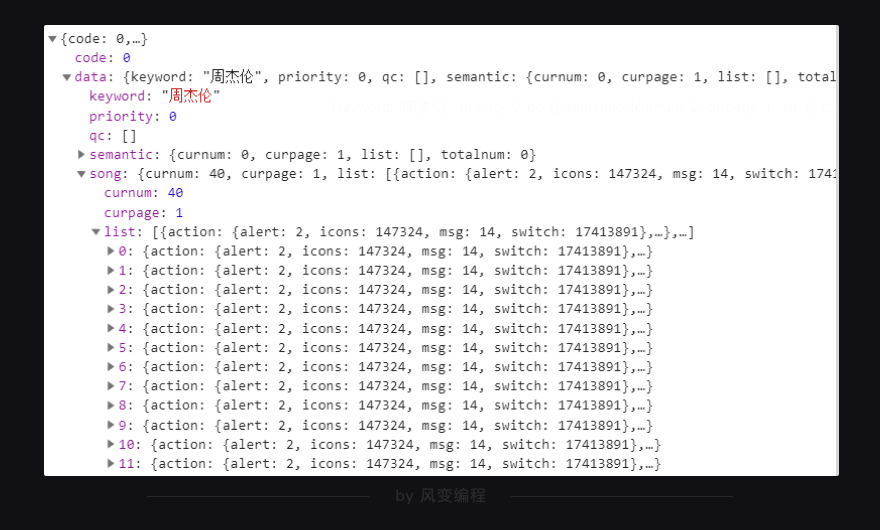 {code: 0,…}
code: 0
data: {keyword: "周杰伦", priority: 0, qc: [], semantic: {curnum: 0, curpage: 1, list: [], total
keyword: "周杰伦"
priority: 0
qc: []
semantic: {curnum: 0, curpage: 1, list: [], totalnum: 0}
song: {curnum: 40, curpage: 1, list: [{action: {alert: 2, icons: 147324, msg: 14, switch: 1741
curnum: 40
curpage: 1
list: [{action: {alert: 2, icons: 147324, msg: 14, switch: 17413891},…},…]
0: {action: {alert: 2, icons: 147324, msg: 14, switch: 17413891},…}
1: {action: {alert: 2, icons: 147324, msg: 14, switch: 17413891},…}
2: {action: {alert: 2, icons: 147324, msg: 14, switch: 17413891},…}
3: {action: {alert: 2, icons: 147324, msg: 14, switch: 17413891},…}
4: {action: {alert: 2, icons: 147324, msg: 14, switch: 17413891},…}
5: {action: {alert: 2, icons: 147324, msg: 14, switch: 17413891},…}
6: {action: {alert: 2, icons: 147324, msg: 14, switch: 17413891},…}
7: {action: {alert: 2, icons: 147324, msg: 14, switch: 17413891},…}
8: {action: {alert: 2, icons: 147324, msg: 14, switch: 17413891},…}
9: {action: {alert: 2, icons: 147324, msg: 14, switch: 17413891},…}
10: {action: {alert: 2, icons: 147324, msg: 14, switch: 17413891},…}
11: {action: {alert: 2, icons: 147324, msg: 14, switch: 17413891},…}
by 风变编程